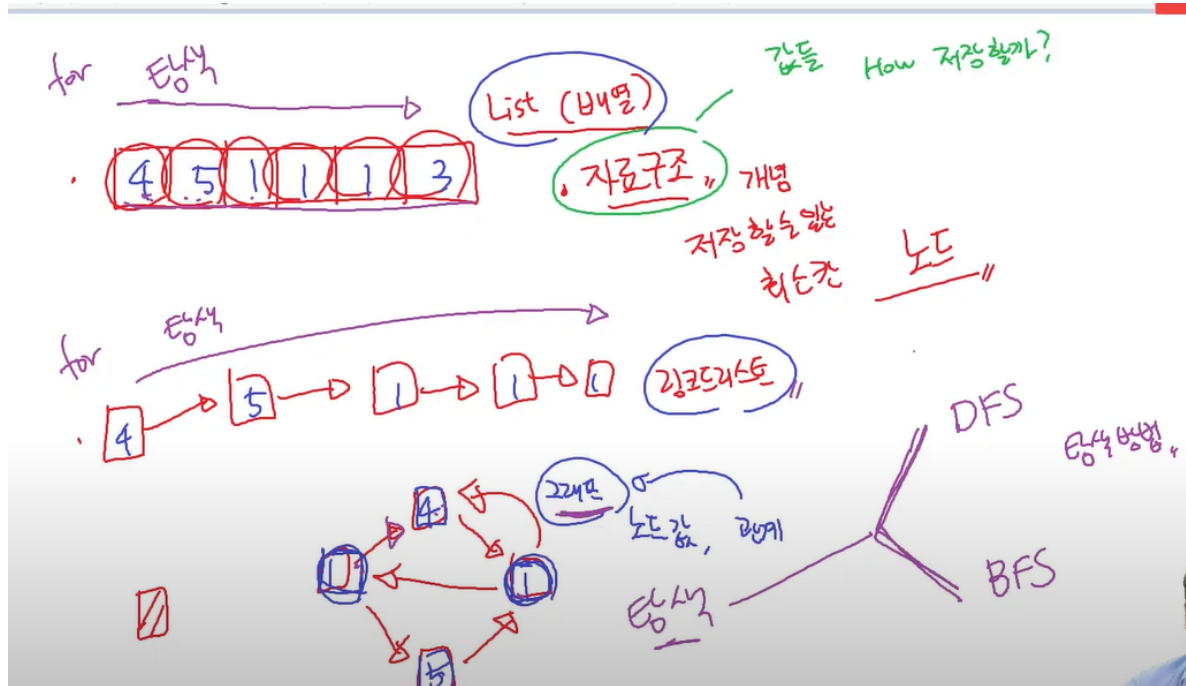 for 탐색
List (배열)
값들 How 저장할까?
4 5 1 1 1 3
자료구조 " 개념
저장할 수 있는
최소칸 노드 "
for 탐색
4 5 1 1 1
링크드리스트 "
DFS
탐색방법 "
그래프
노드 값, 관계
4
1 1
5
탐색
BFS